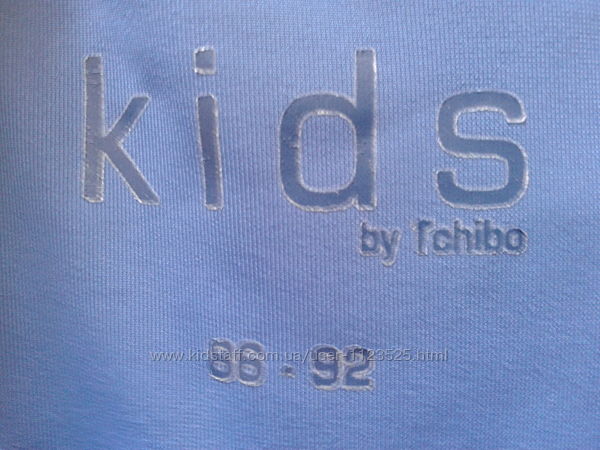 kids
by Tchibo
86 - 92
www.kidstaff.com.ua/user-1123525.html